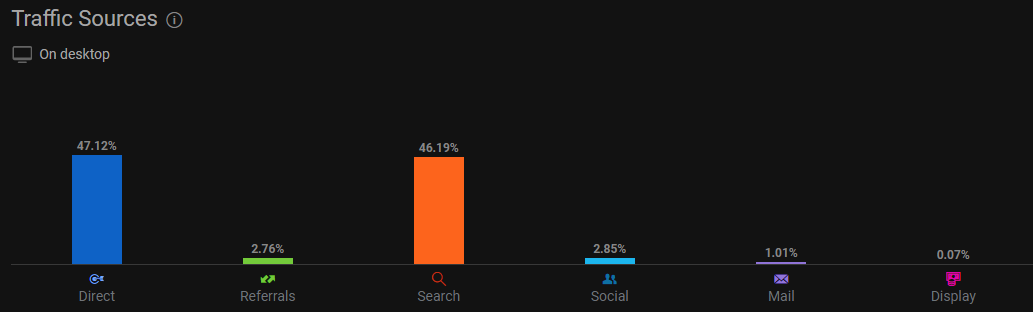 Traffic Sources
On desktop
47.12%
2.76%
46.19%
2.85%
1.01%
0.07%
Direct
Referrals
Search
Social
Mail
Display